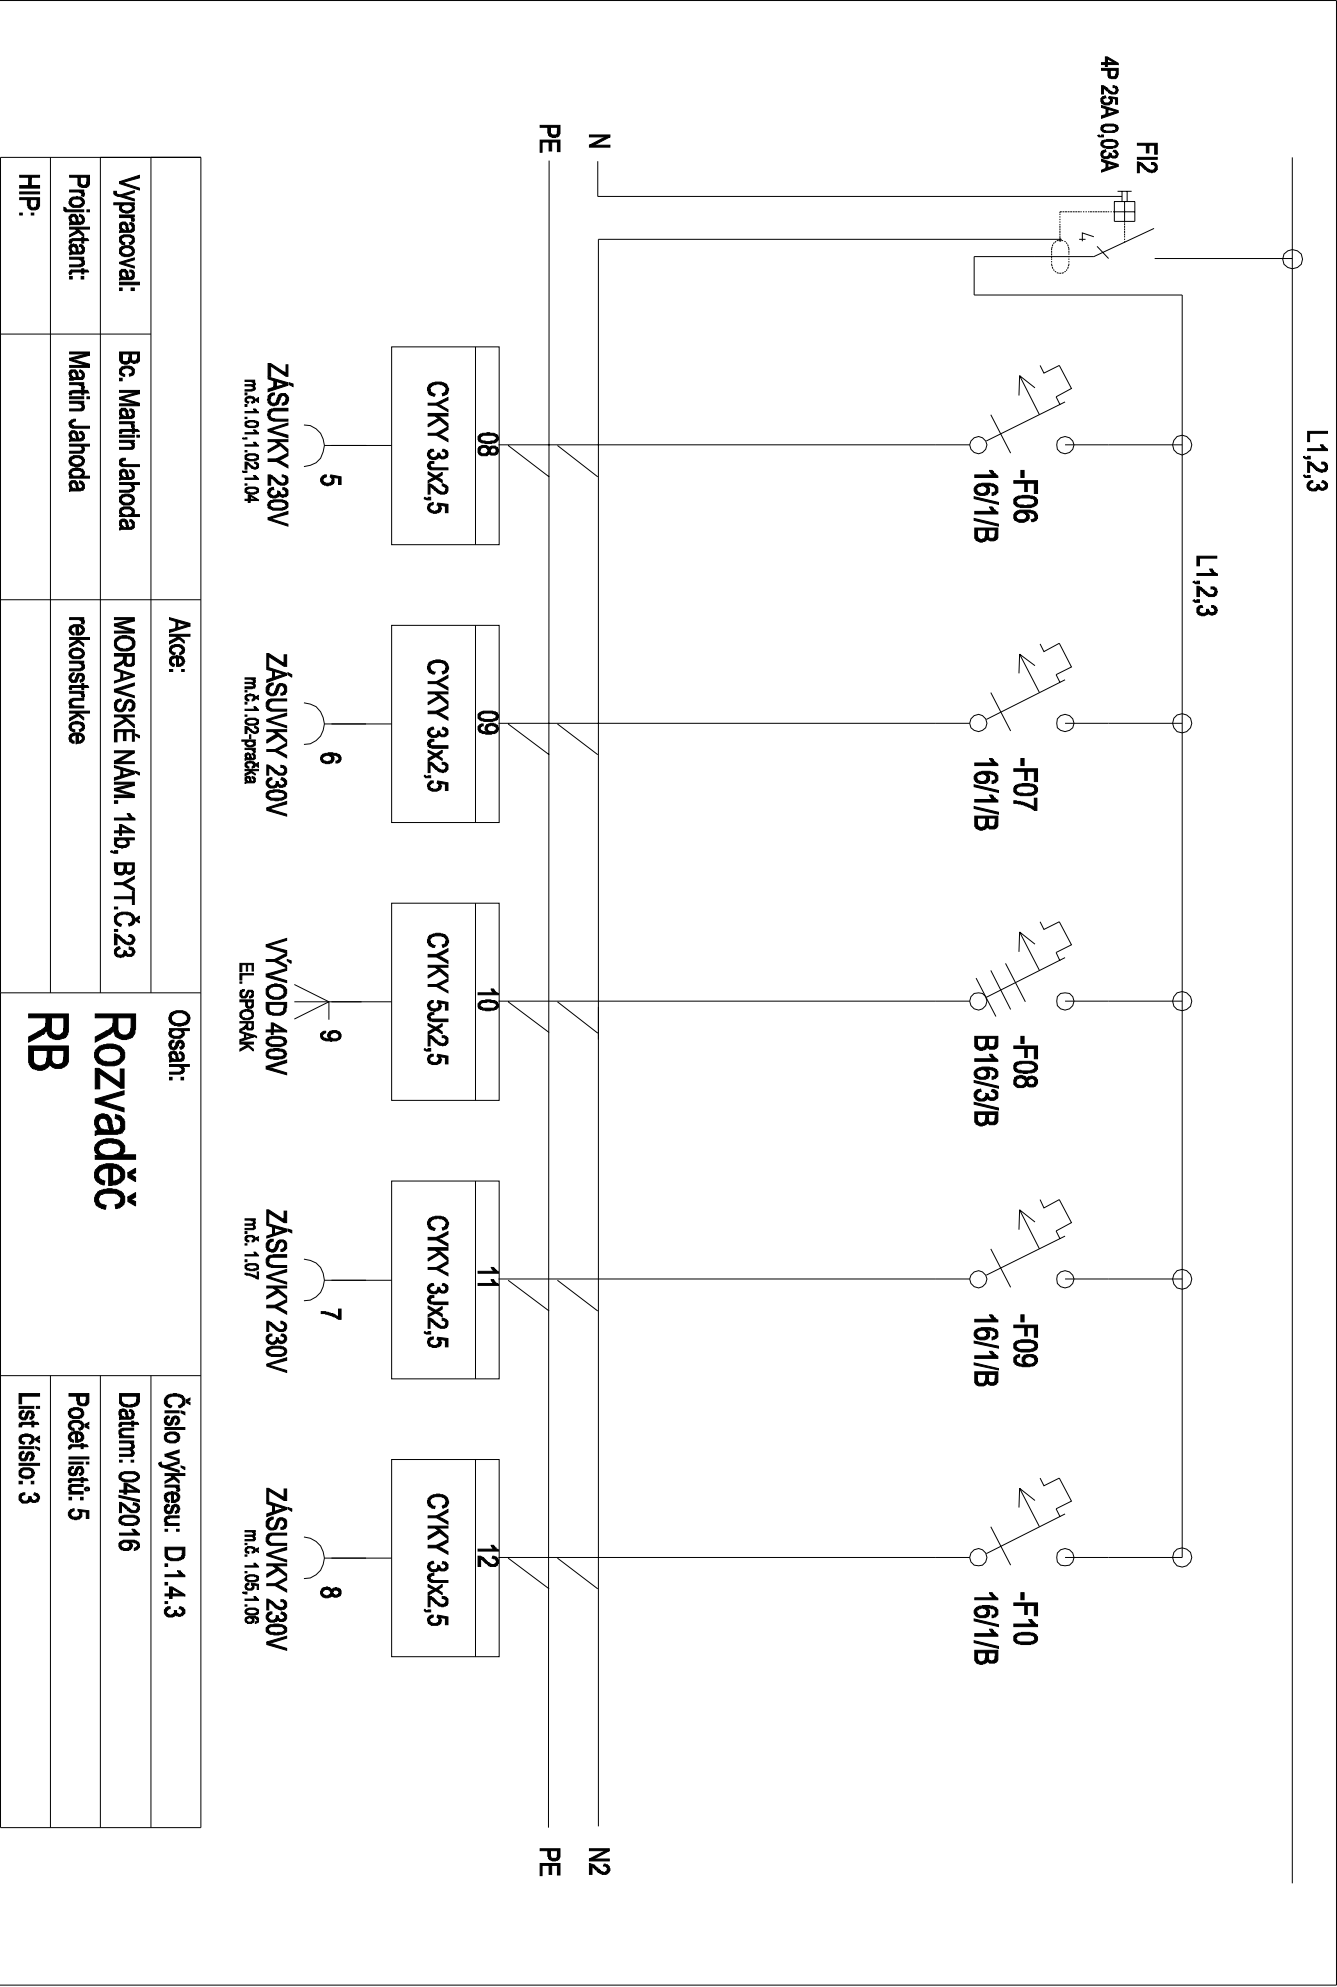 L1,2,3
FI2
4P 25A 0,03A
4
L1,2,3
-F06
16/1/B
-F07
16/1/B
-F08
B16/3/B
-F09
16/1/B
-F10
16/1/B
N
N2
PE
PE
08
CYKY 3Jx2,5
09
CYKY 3Jx2,5
10
CYKY 5Jx2,5
11
CYKY 3Jx2,5
12
CYKY 3Jx2,5
5
ZÁSUVKY 230V
m.č.1.01,1.02,1.04
6
ZÁSUVKY 230V
m.č.1.02-pračka
9
VÝVOD 400V
EL. SPORÁK
7
ZÁSUVKY 230V
m.č. 1.07
8
ZÁSUVKY 230V
m.č. 1.05,1.06
Akce:
Vypracoval: Bc. Martin Jahoda
MORAVSKÉ NÁM. 14b, BYT.Č.23
Projaktant: Martin Jahoda
rekonstrukce
HIP:
Obsah:
Rozvaděč
RB
Číslo výkresu: D.1.4.3
Datum: 04/2016
Počet listů: 5
List číslo: 3